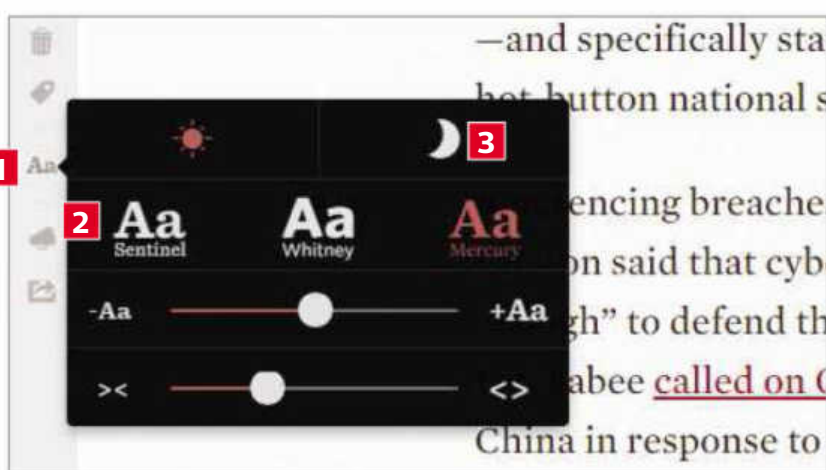 —and specifically sta
hot-button national s
1
Aa
3
2
Aa
Aa
Aa
Sentinel
Whitney
Mercury
encing breache
on said that cyb
-Aa
+Aa
gh” to defend th
><
<>
abee called on
China in response to